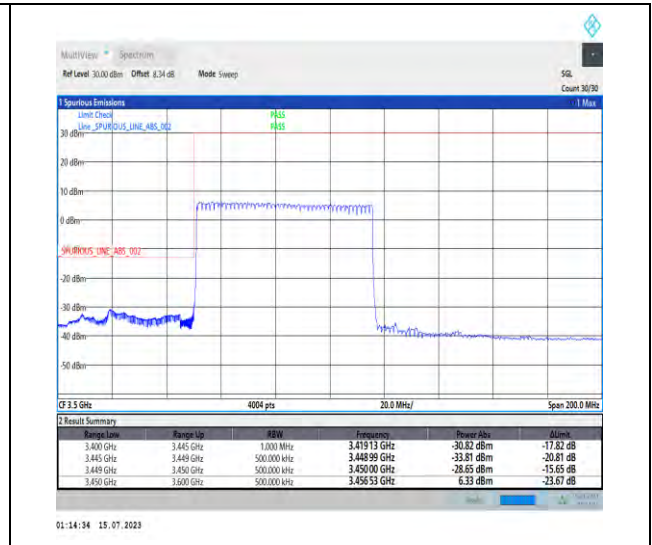 MultiView Spectrum
Ref Level 30.00 dBm Offset 8.34 dB Mode Sweep SGL
Count 30/30
1 Spurious Emissions 1 Max
Limit Check PASS
Line _SPURIOUS_LINE_ABS_002 PASS
30 dBm
20 dBm
10 dBm
0 dBm
_SPURIOUS_LINE_ABS_002
-20 dBm
-30 dBm
-40 dBm
-50 dBm
CF 3.5 GHz 4004 pts 20.0 MHz/ Span 200.0 MHz
2 Result Summary
Range Low Range Up RBW Frequency Power Abs ΔLimit
3.400 GHz 3.445 GHz 1.000 MHz 3.41913 GHz -30.82 dBm -17.82 dB
3.445 GHz 3.449 GHz 500.000 kHz 3.44899 GHz -33.81 dBm -20.81 dB
3.449 GHz 3.450 GHz 500.000 kHz 3.45000 GHz -28.65 dBm -15.65 dB
3.450 GHz 3.600 GHz 500.000 kHz 3.45653 GHz 6.33 dBm -23.67 dB
01:14:34 15.07.2023